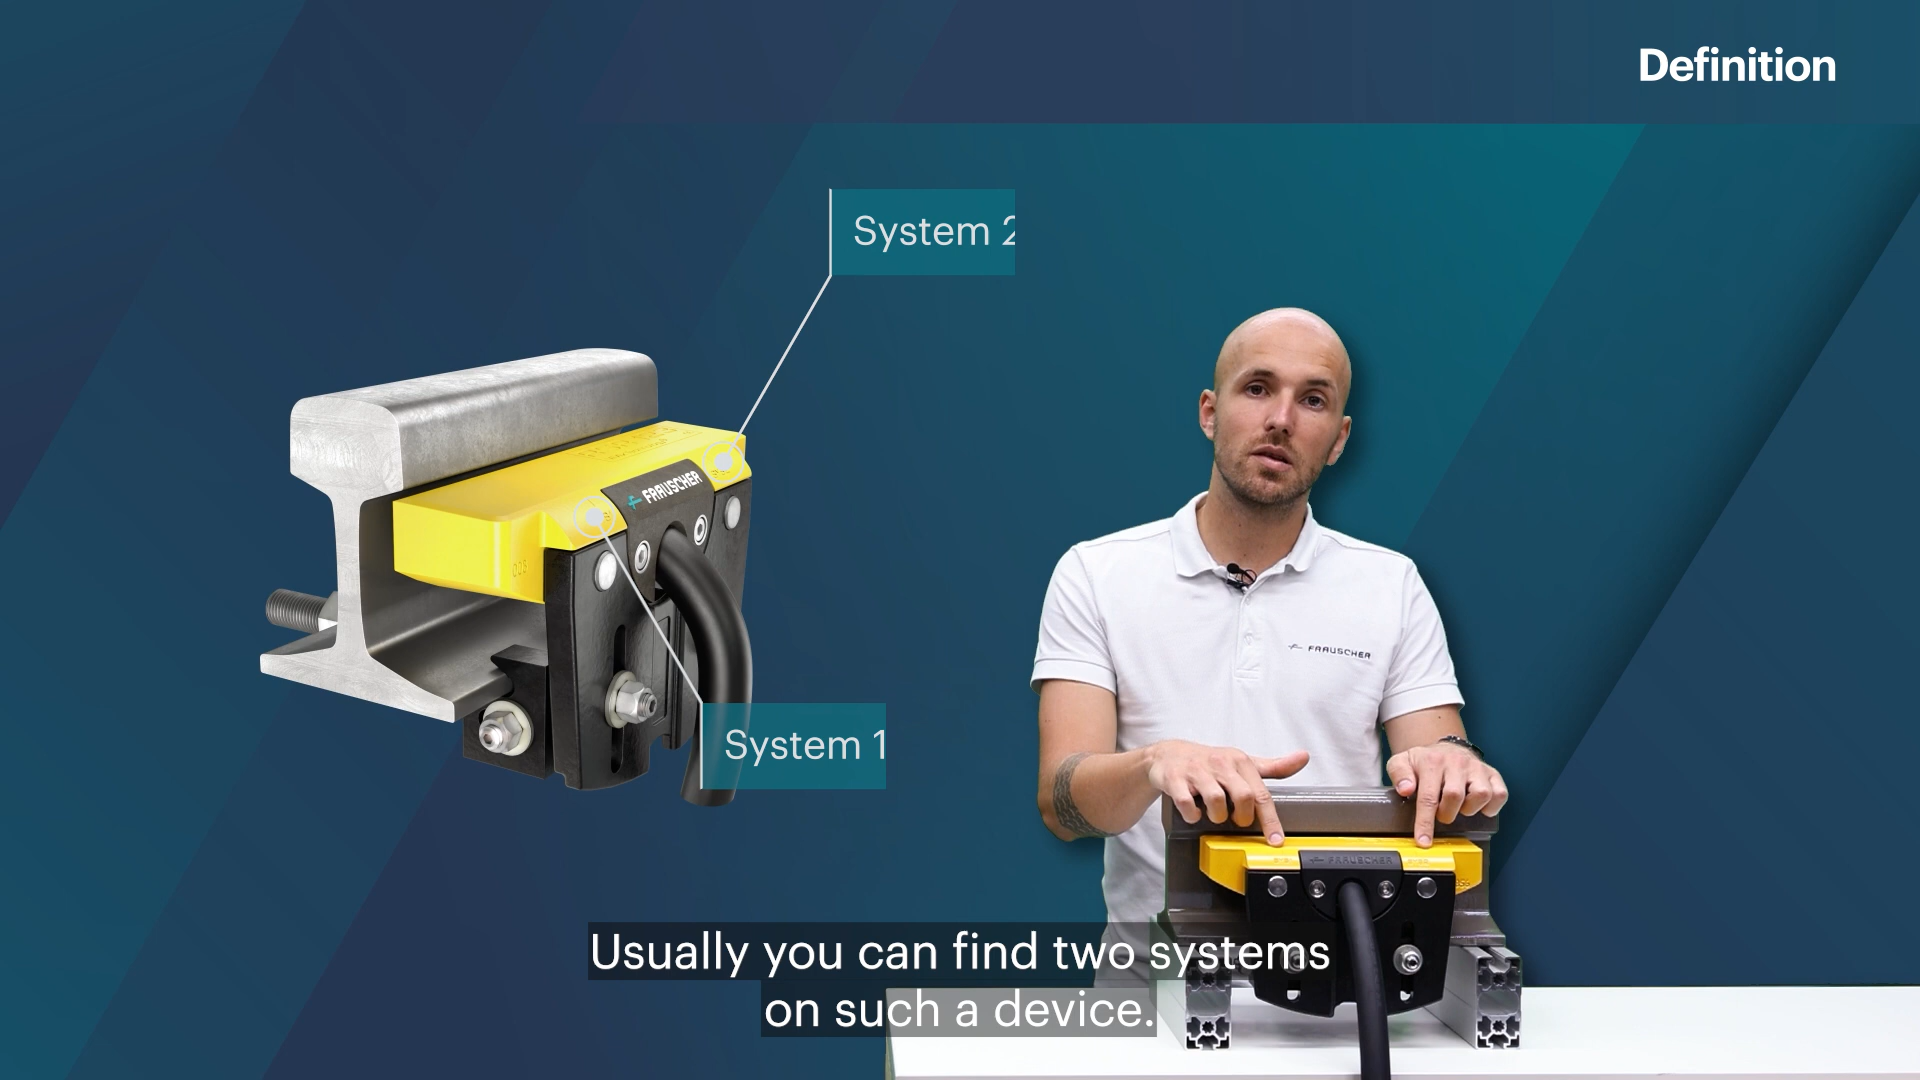 Definition
System 2
FRAUSCHER
System 1
FRAUSCHER
FRAUSCHER
Usually you can find two systems
on such a device.